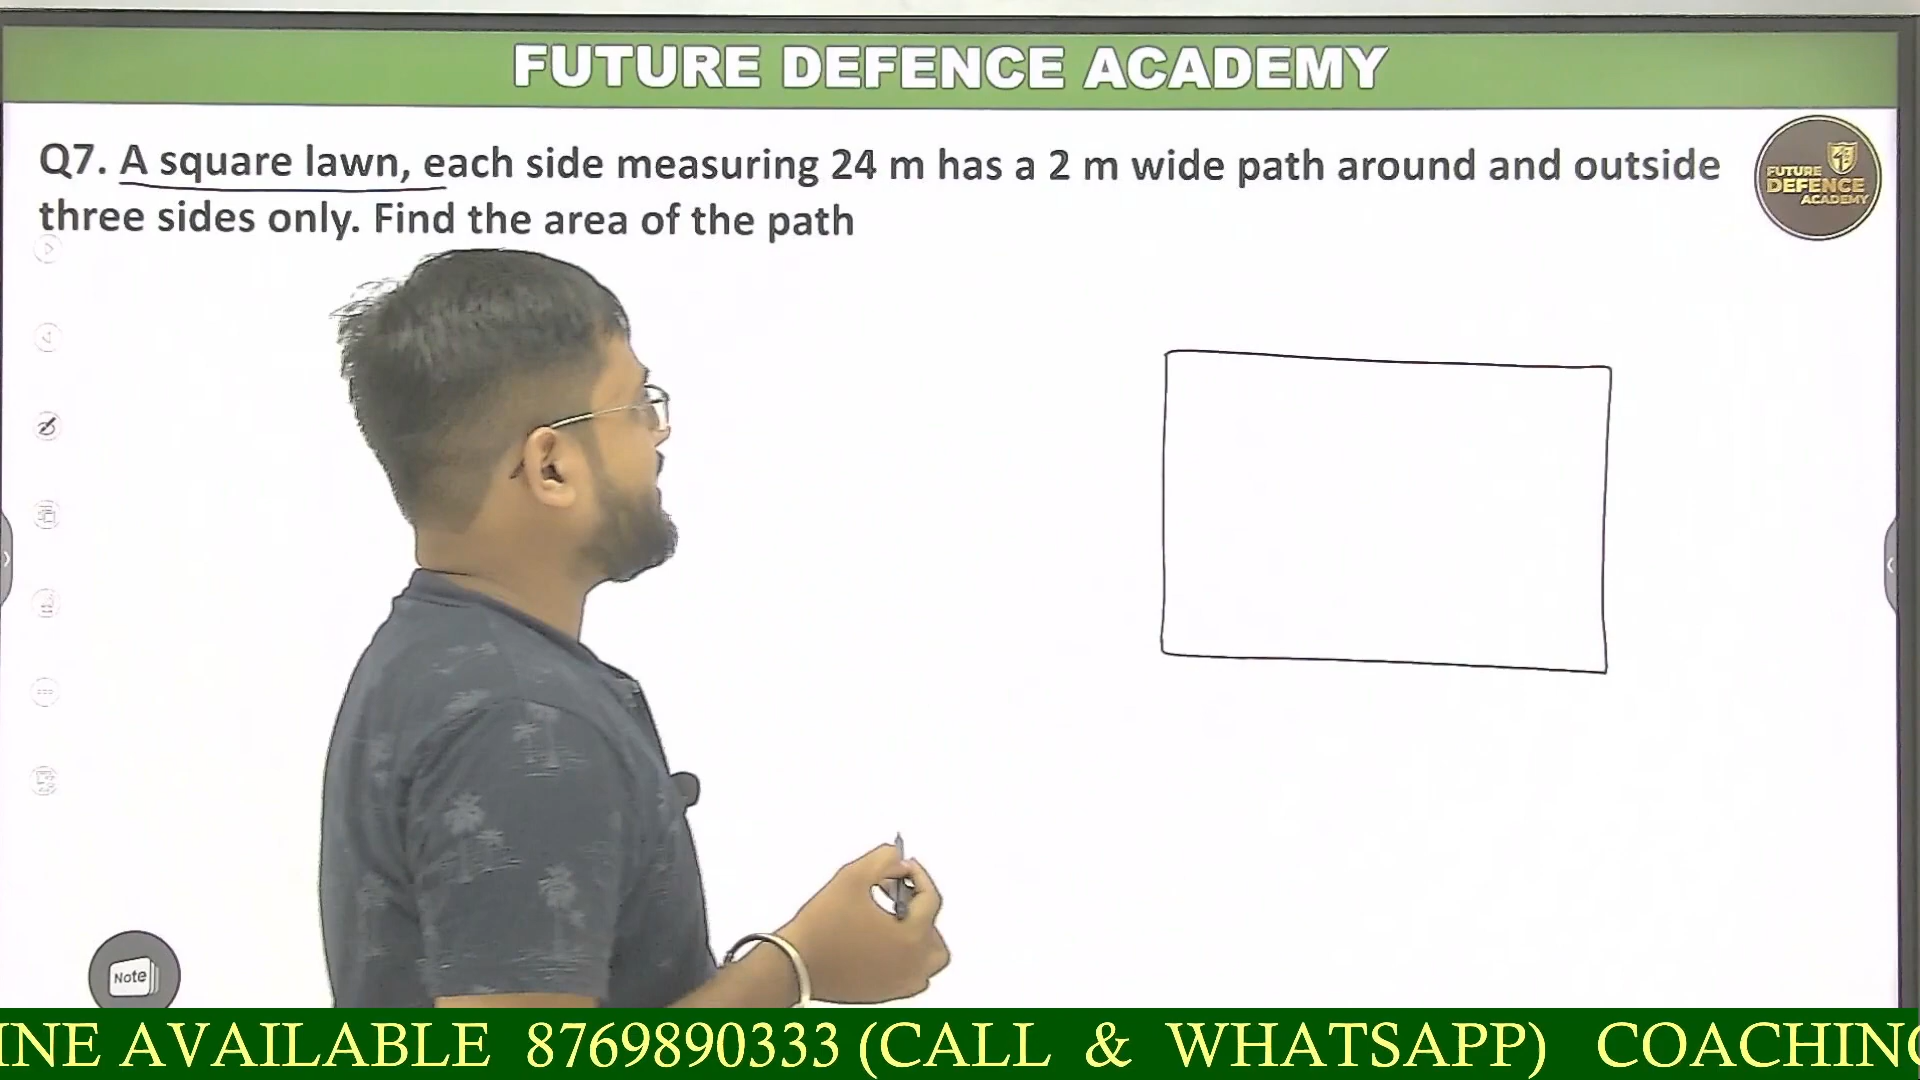 FUTURE DEFENCE ACADEMY
Q7. A square lawn, each side measuring 24 m has a 2 m wide path around and outside
three sides only. Find the area of the path
FUTURE
DEFENCE
ACADEMY
Note
INE AVAILABLE 8769890333 (CALL & WHATSAPP) COACHING